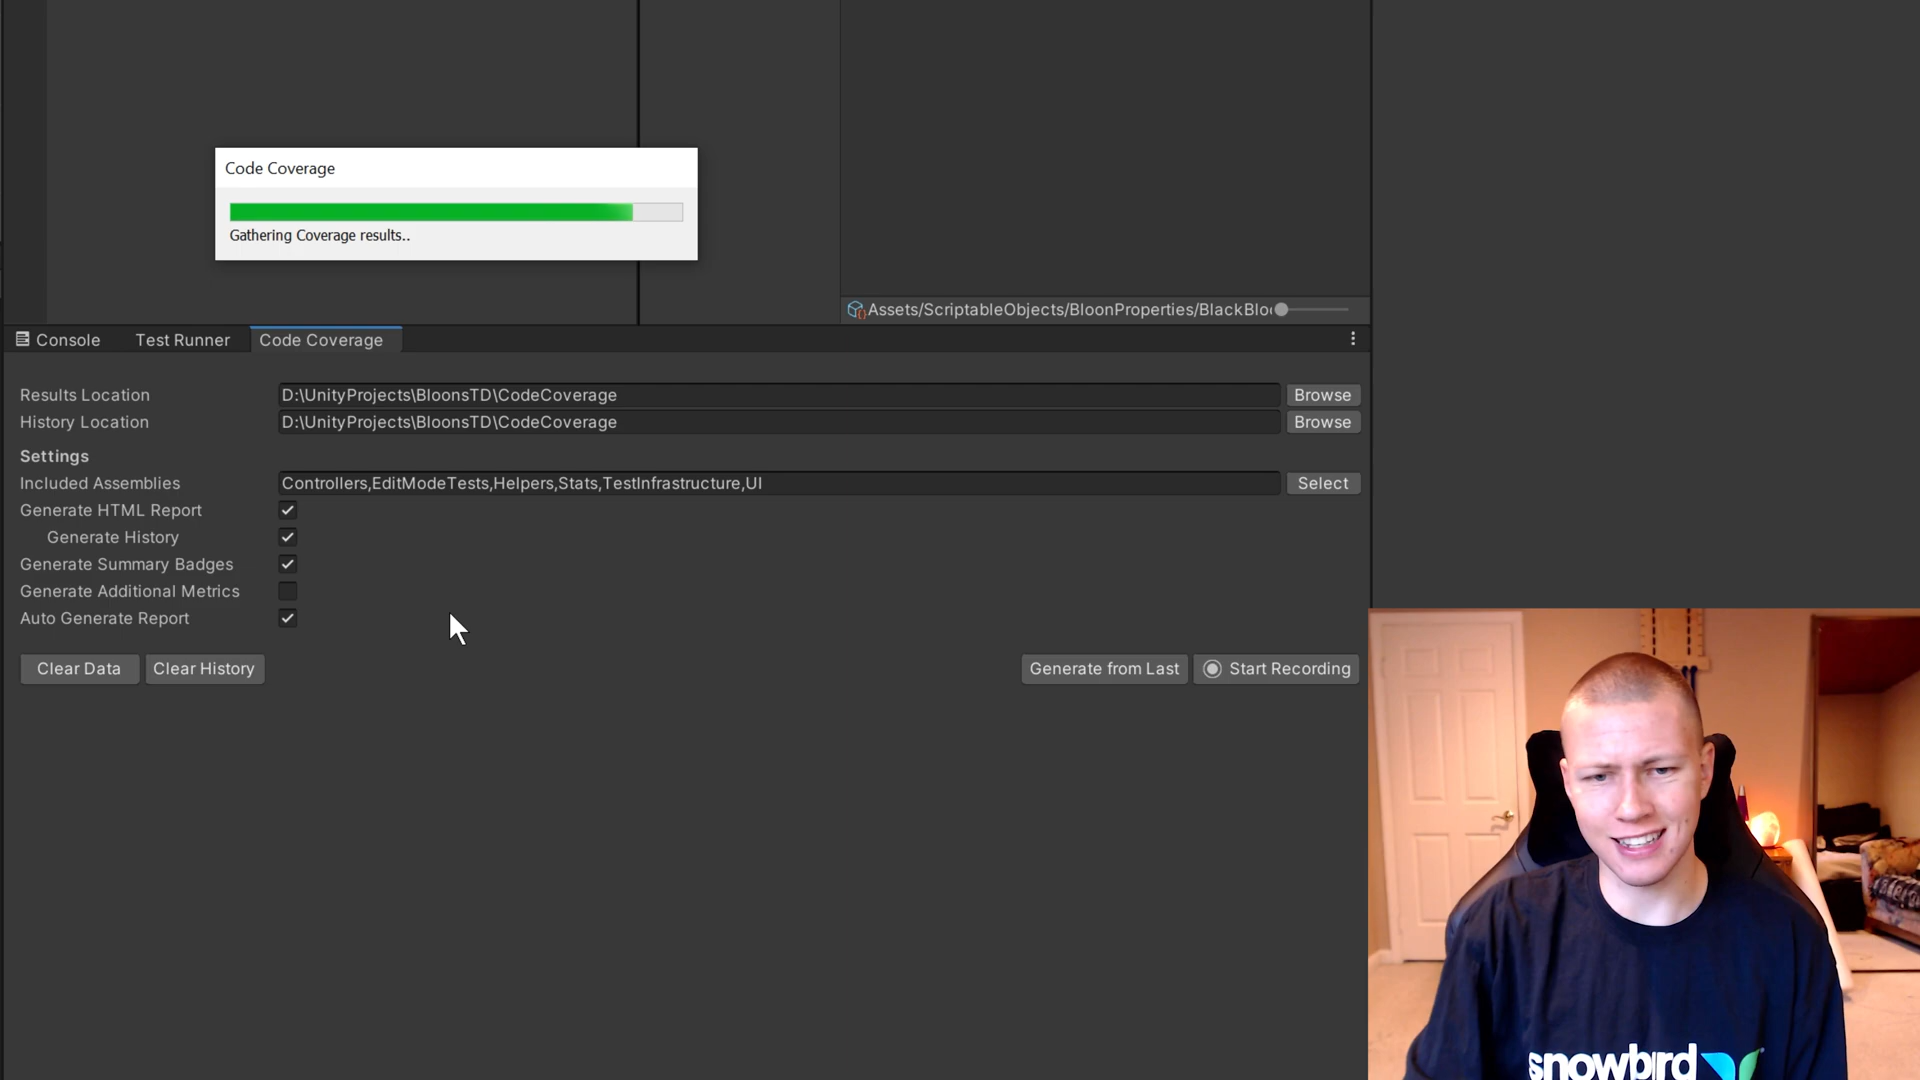 Code Coverage
Gathering Coverage results..
Assets/ScriptableObjects/BloonProperties/BlackBloo
Console Test Runner Code Coverage
Results Location D:\UnityProjects\BloonsTD\CodeCoverage Browse
History Location D:\UnityProjects\BloonsTD\CodeCoverage Browse
Settings
Included Assemblies Controllers,EditModeTests,Helpers,Stats,TestInfrastructure,UI Select
Generate HTML Report
Generate History
Generate Summary Badges
Generate Additional Metrics
Auto Generate Report
Clear Data Clear History Generate from Last Start Recording
snowbird